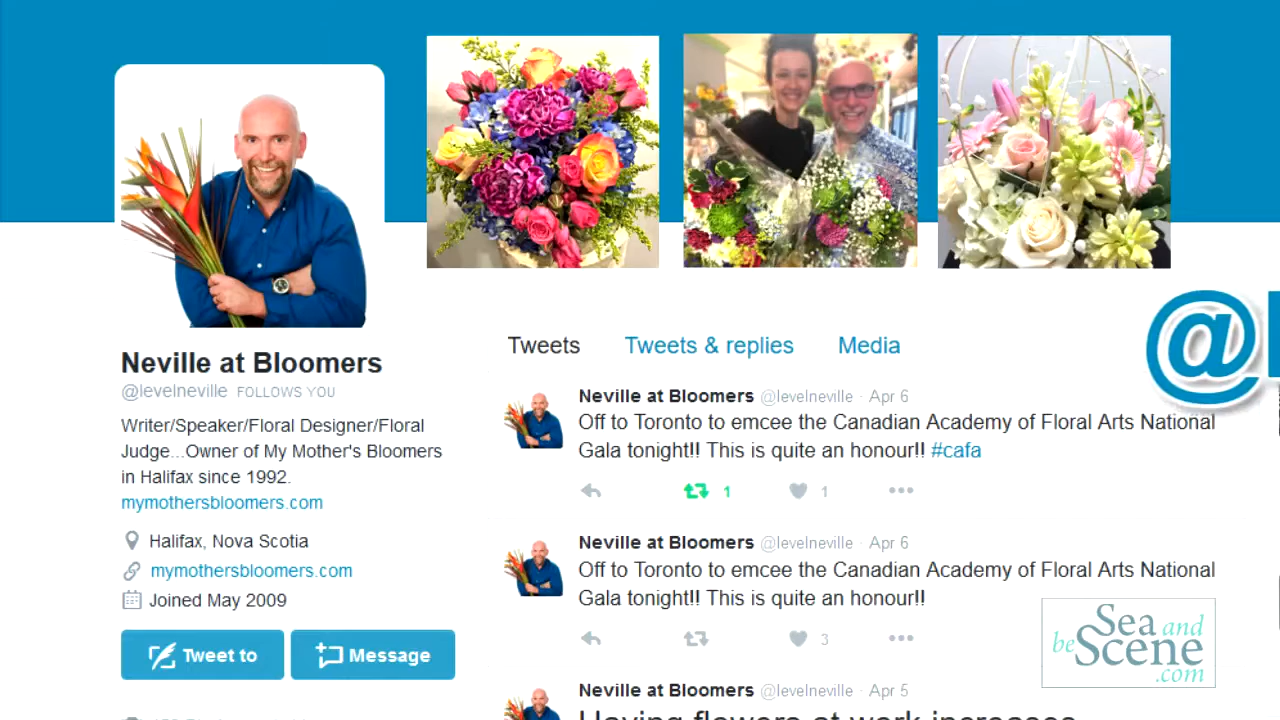 Neville at Bloomers
@levelneville FOLLOWS YOU
Writer/Speaker/Floral Designer/Floral
Judge...Owner of My Mother's Bloomers
in Halifax since 1992.
mymothersbloomers.com
Halifax, Nova Scotia
mymothersbloomers.com
Joined May 2009
Tweet to
Message
Tweets Tweets & replies Media
@
Neville at Bloomers @levelneville · Apr 6
Off to Toronto to emcee the Canadian Academy of Floral Arts National
Gala tonight!! This is quite an honour!! #cafa
1 1
Neville at Bloomers @levelneville · Apr 6
Off to Toronto to emcee the Canadian Academy of Floral Arts National
Gala tonight!! This is quite an honour!!
3
Neville at Bloomers @levelneville · Apr 5
Having flowers at work increases
Sea and
be Scene
.com